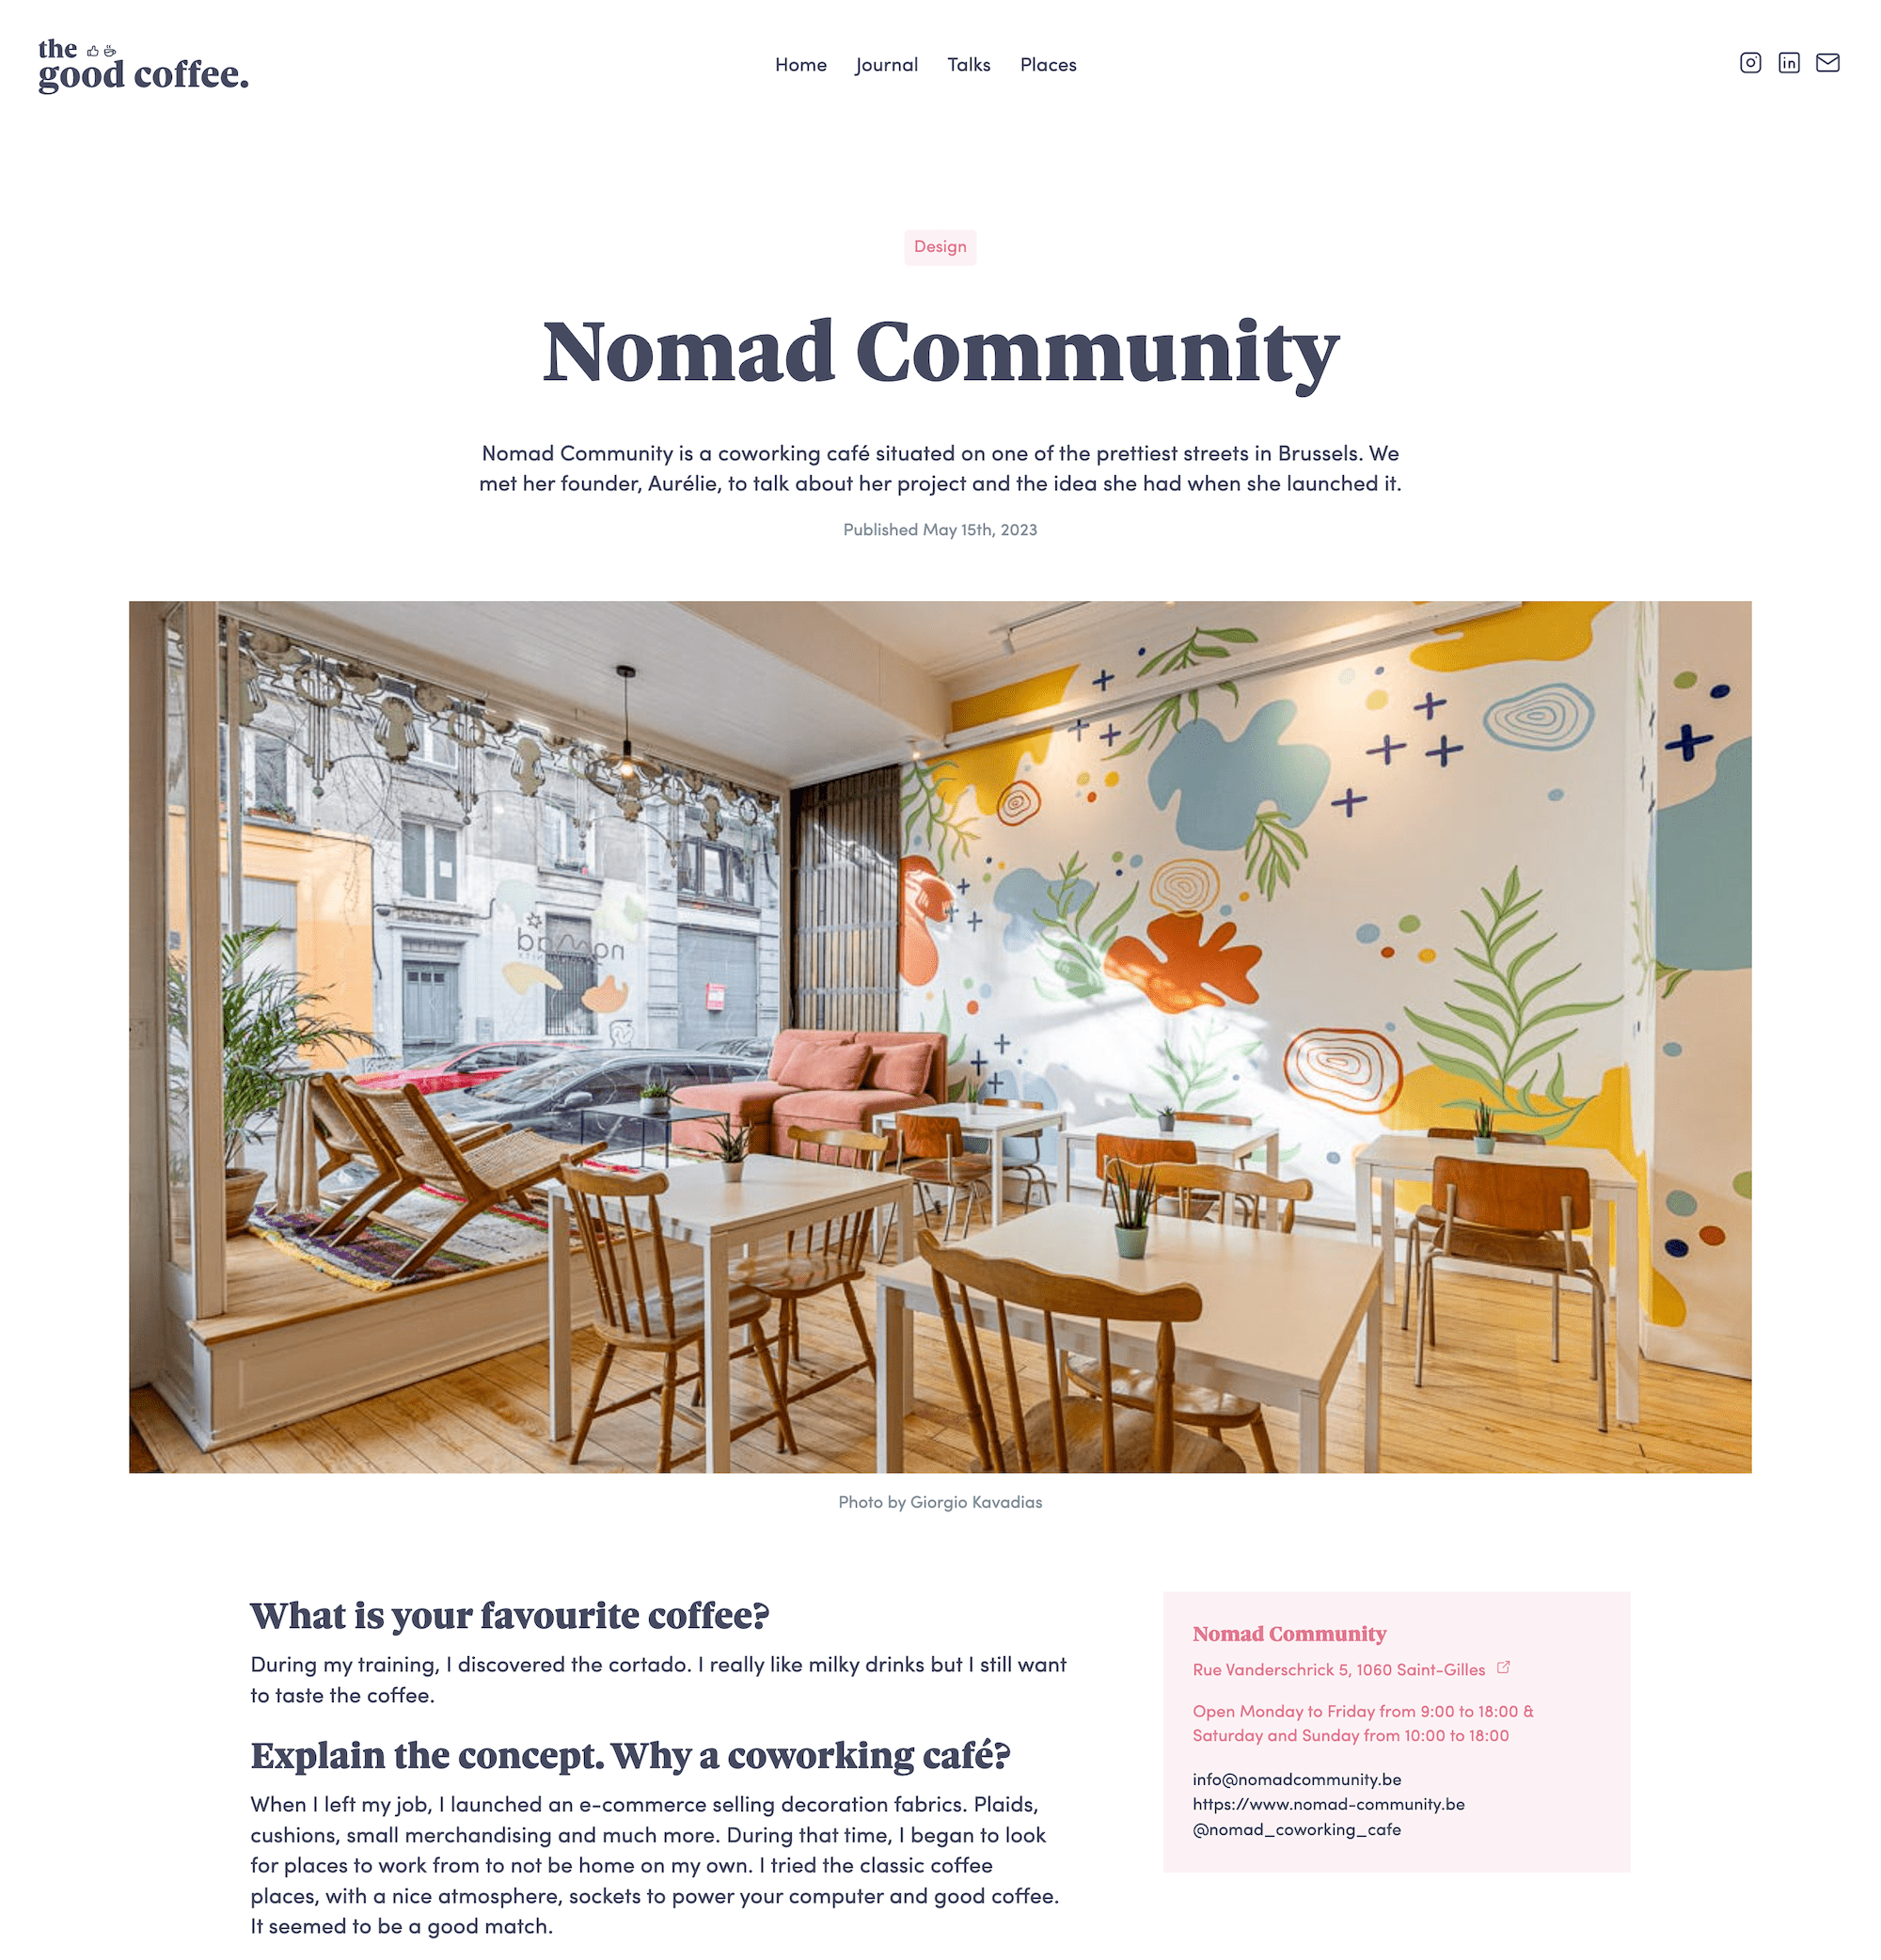 the
good coffee.
Home Journal Talks Places
Design
Nomad Community
Nomad Community is a coworking café situated on one of the prettiest streets in Brussels. We
met her founder, Aurélie, to talk about her project and the idea she had when she launched it.
Published May 15th, 2023
nomad
Photo by Giorgio Kavadias
What is your favourite coffee?
During my training, I discovered the cortado. I really like milky drinks but I still want
to taste the coffee.
Explain the concept. Why a coworking café?
When I left my job, I launched an e-commerce selling decoration fabrics. Plaids,
cushions, small merchandising and much more. During that time, I began to look
for places to work from to not be home on my own. I tried the classic coffee
places, with a nice atmosphere, sockets to power your computer and good coffee.
It seemed to be a good match.
Nomad Community
Rue Vanderschrick 5, 1060 Saint-Gilles
Open Monday to Friday from 9:00 to 18:00 &
Saturday and Sunday from 10:00 to 18:00
info@nomadcommunity.be
https://www.nomad-community.be
@nomad_coworking_cafe